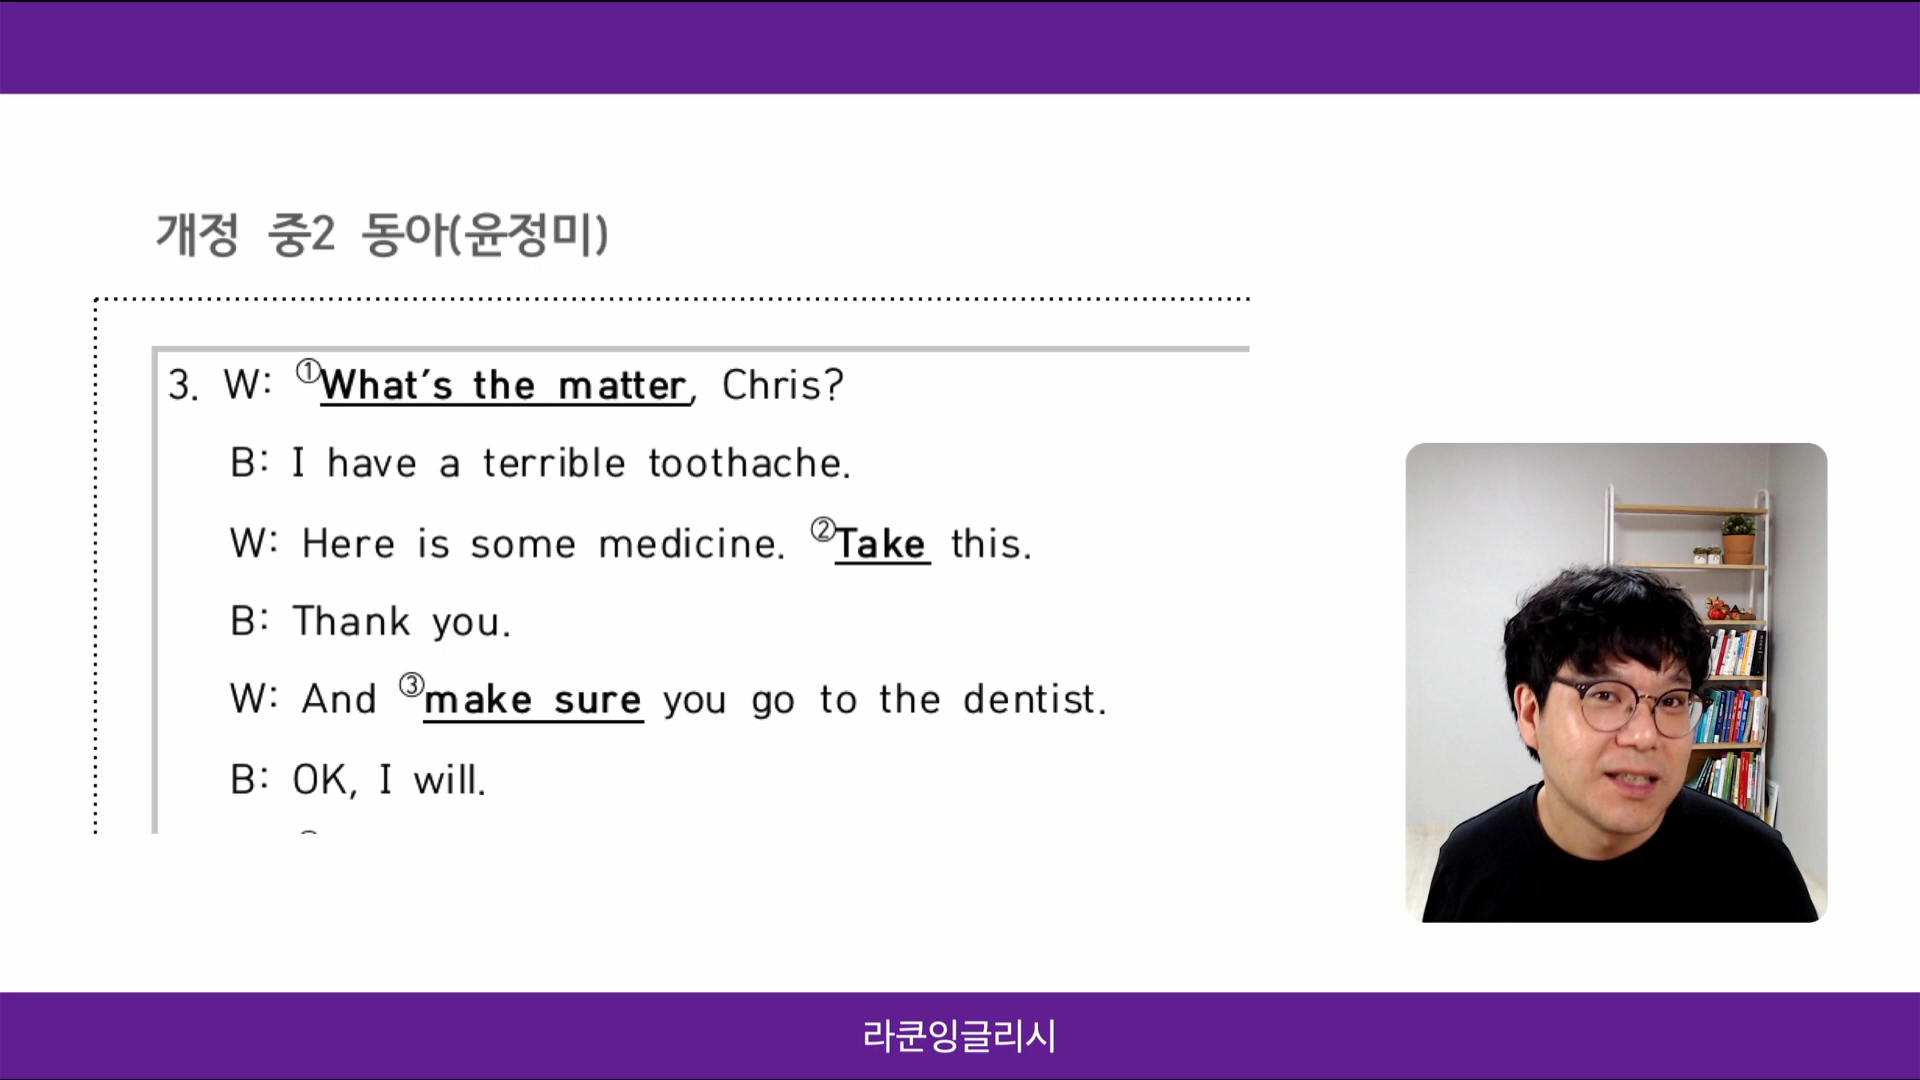 개정 중2 동아(윤정미)
3. W: ①What's the matter, Chris?
B: I have a terrible toothache.
W: Here is some medicine. ②Take this.
B: Thank you.
W: And ③make sure you go to the dentist.
B: OK, I will.
라쿤잉글리시